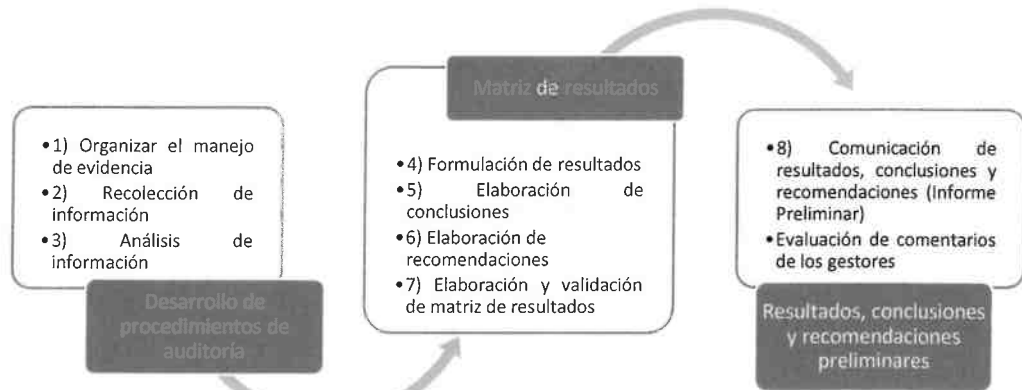 • 1) Organizar el manejo
de evidencia
• 2) Recolección de
información
• 3) Análisis de
información
Desarrollo de
procedimientos de
auditoría
Matriz de resultados
• 4) Formulación de resultados
• 5) Elaboración de
conclusiones
• 6) Elaboración de
recomendaciones
• 7) Elaboración y validación
de matriz de resultados
• 8) Comunicación de
resultados, conclusiones y
recomendaciones (Informe
Preliminar)
• Evaluación de comentarios
de los gestores
Resultados, conclusiones
y recomendaciones
preliminares